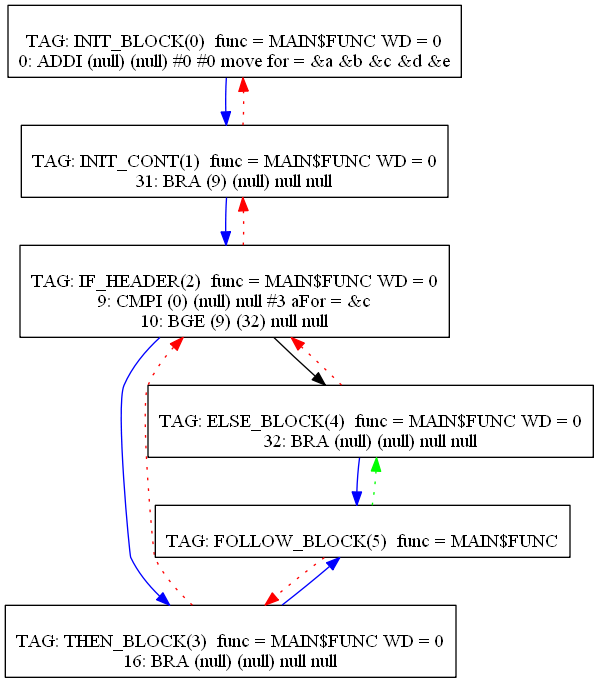 TAG: INIT_BLOCK(0)  func = MAIN$FUNC WD = 0
0: ADDI (null) (null) #0 #0 move for = &a &b &c &d &e
TAG: INIT_CONT(1)  func = MAIN$FUNC WD = 0
31: BRA (9) (null) null null
TAG: IF_HEADER(2)  func = MAIN$FUNC WD = 0
9: CMPI (0) (null) null #3 aFor = &c
10: BGE (9) (32) null null
TAG: ELSE_BLOCK(4)  func = MAIN$FUNC WD = 0
32: BRA (null) (null) null null
TAG: FOLLOW_BLOCK(5)  func = MAIN$FUNC
TAG: THEN_BLOCK(3)  func = MAIN$FUNC WD = 0
16: BRA (null) (null) null null